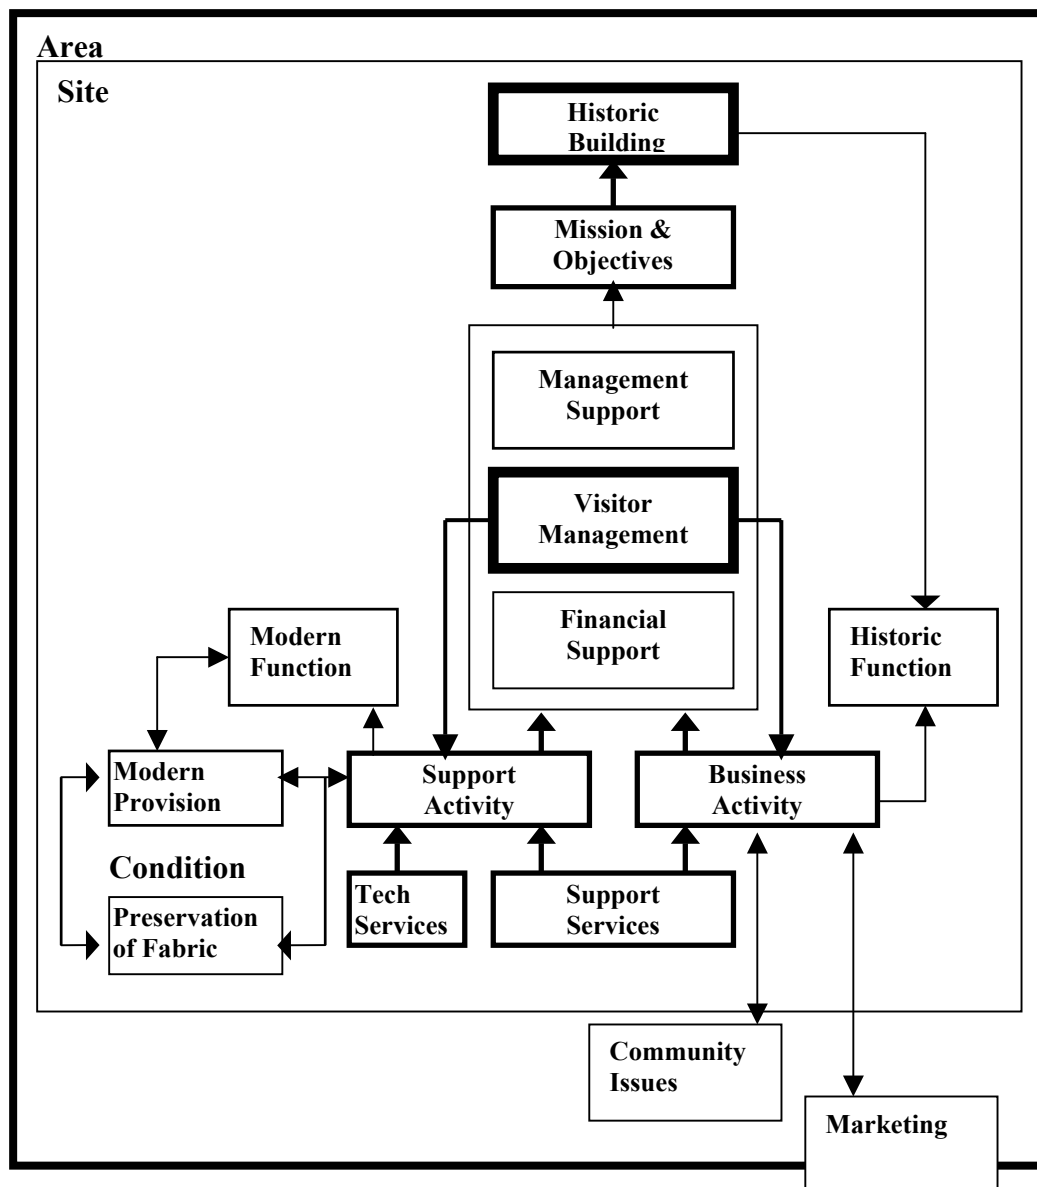 Area
Site
Historic
Building
Mission &
Objectives
Management
Support
Visitor
Management
Financial
Support
Modern
Function
Historic
Function
Modern
Provision
Support
Activity
Business
Activity
Condition
Preservation
of Fabric
Tech
Services
Support
Services
Community
Issues
Marketing